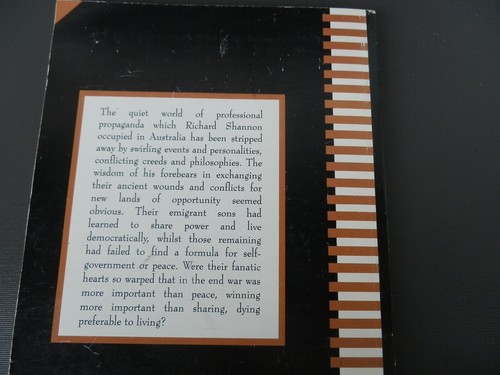 The quiet world of professional
propaganda which Richard Shannon
occupied in Australia has been stripped
away by swirling events and personalities,
conflicting creeds and philosophies. The
wisdom of his forebears in exchanging
their ancient wounds and conflicts for
new lands of opportunity seemed
obvious. Their emigrant sons had
learned to share power and live
democratically, whilst those remaining
had failed to find a formula for self-
government or peace. Were their fanatic
hearts so warped that in the end war was
more important than peace, winning
more important than sharing, dying
preferable to living?